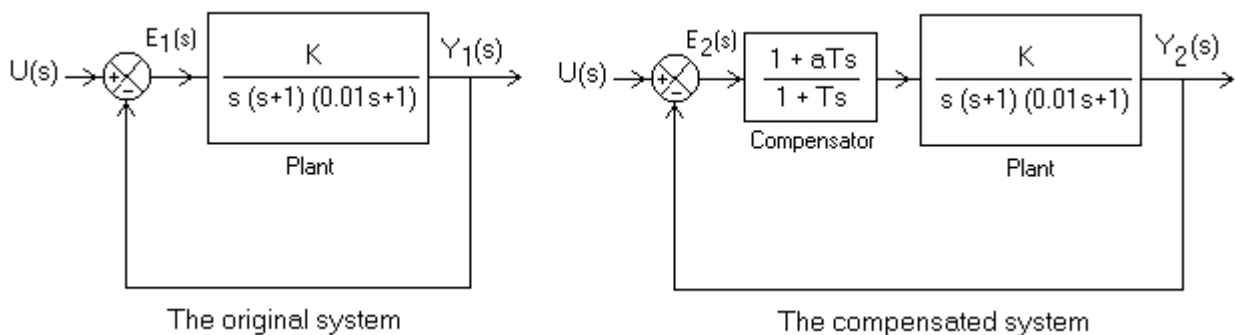 E1(s)
K
Y1(s)
U(s)
+
−
s (s+1) (0.01s+1)
Plant
The original system
E2(s)
1 + aTs
K
Y2(s)
U(s)
+
−
1 + Ts
s (s+1) (0.01s+1)
Compensator
Plant
The compensated system